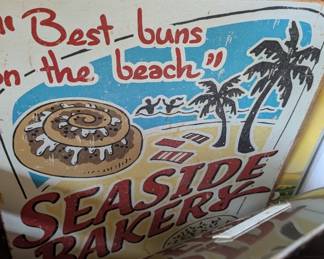 "Best buns
on the beach"
SEASIDE
BAKERY